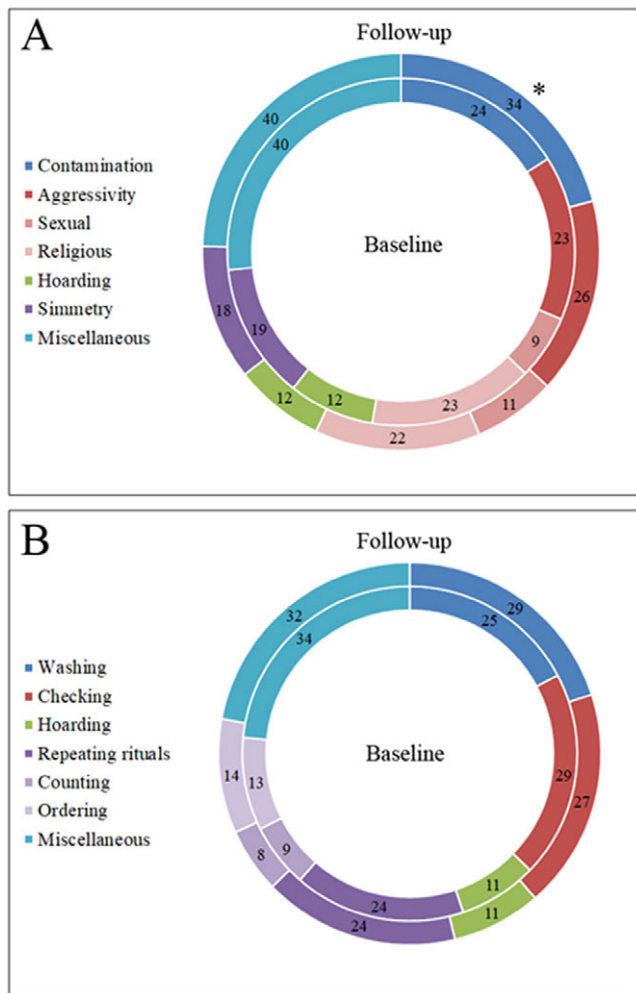 A
Follow-up
*
34
24
40
40
Contamination
Aggressivity
Sexual
Religious
Hoarding
Simmetry
Miscellaneous
Baseline
23
26
18
19
9
11
12
12
23
22
B
Follow-up
29
25
32
34
Washing
Checking
Hoarding
Repeating rituals
Counting
Ordering
Miscellaneous
Baseline
14
13
29
27
8
9
11
11
24
24